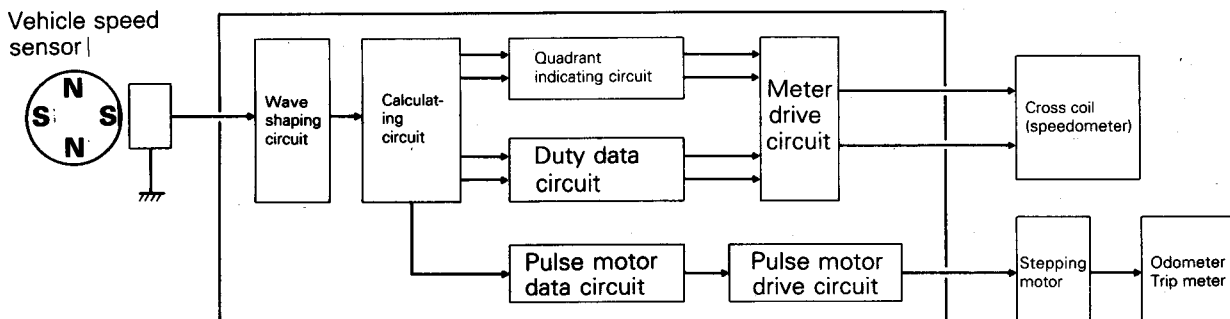 Vehicle speed
sensor
N
S
S
N
Wave
shaping
circuit
Calculat-
ing
circuit
Quadrant
indicating circuit
Duty data
circuit
Meter
drive
circuit
Cross coil
(speedometer)
Pulse motor
data circuit
Pulse motor
drive circuit
Stepping
motor
Odometer
Trip meter